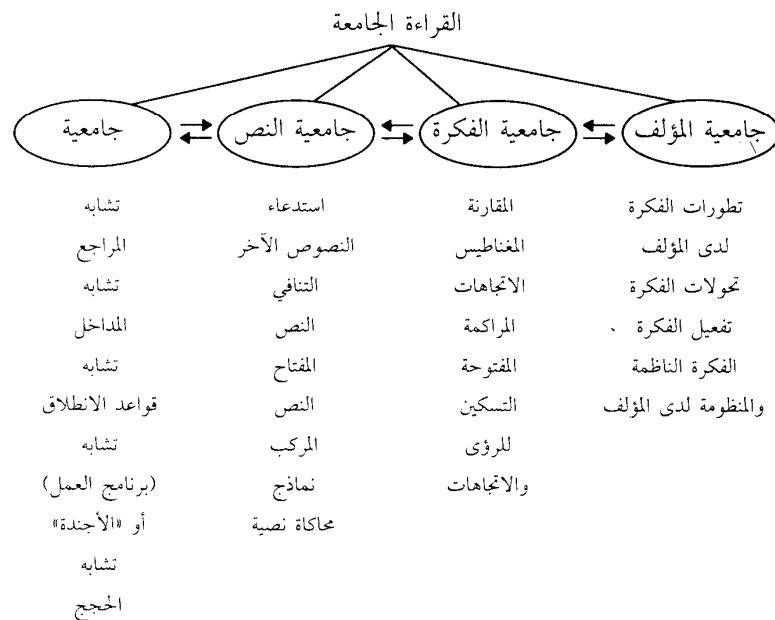 القراءة الجامعة
جامعية المؤلف
جامعية الفكرة
جامعية النص
جامعية
تطورات الفكرة
لدى المؤلف
تحولات الفكرة
تفعيل الفكرة
الفكرة الناظمة
والمنظومة لدى المؤلف
المقارنة
المغناطيس
الاتجاهات
المراكمة
المفتوحة
التسكين
للرؤى
والاتجاهات
استدعاء
النصوص الآخر
التنافي
النص
المفتاح
النص
المركب
نماذج
محاكاة نصية
تشابه
المراجع
تشابه
المداخل
تشابه
قواعد الانطلاق
تشابه
(برنامج العمل)
أو «الأجندة»
تشابه
الحجج